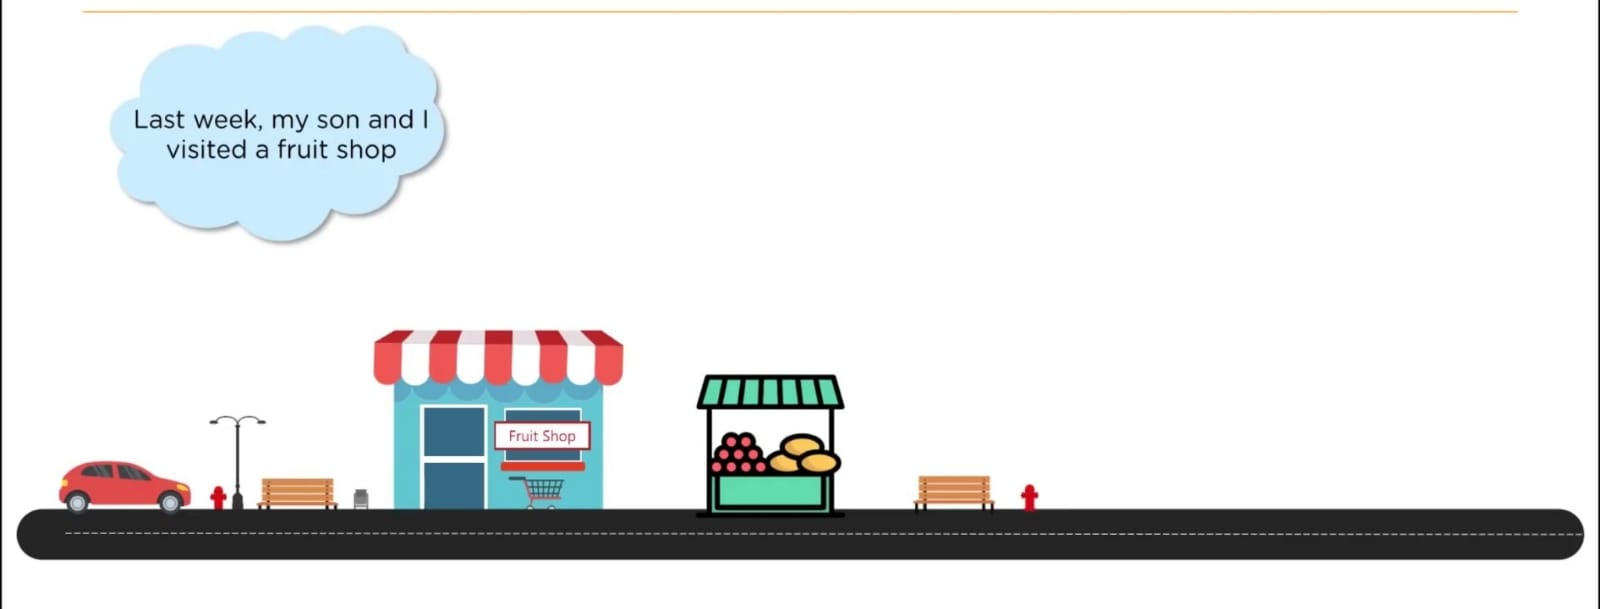 Last week, my son and I
visited a fruit shop
Fruit Shop